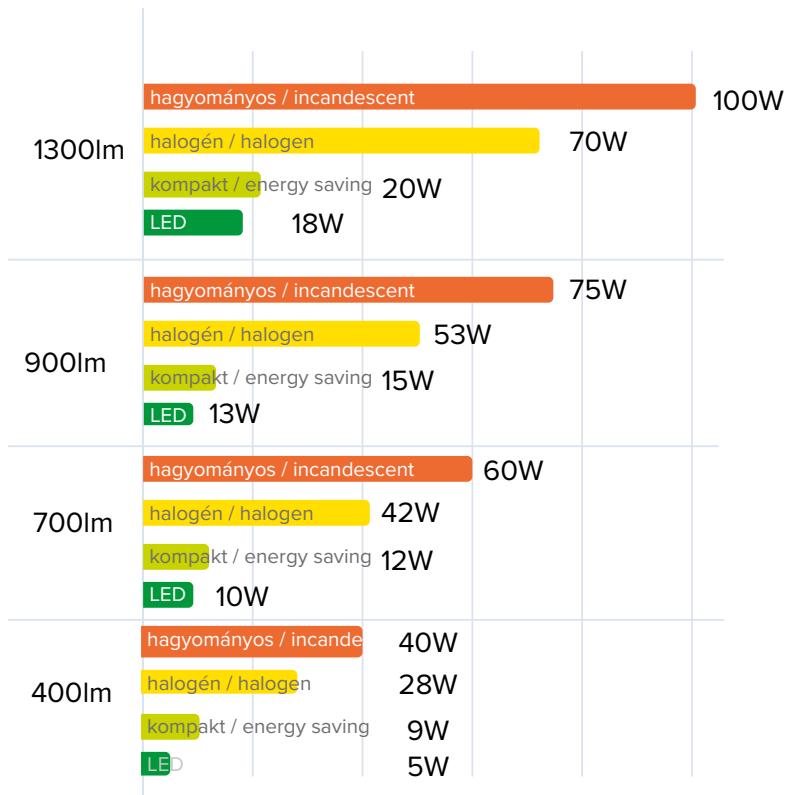 hagyományos / incandescent 100W
1300lm
halogén / halogen 70W
kompakt / energy saving 20W
LED 18W
hagyományos / incandescent 75W
900lm
halogén / halogen 53W
kompakt / energy saving 15W
LED 13W
hagyományos / incandescent 60W
700lm
halogén / halogen 42W
kompakt / energy saving 12W
LED 10W
hagyományos / incande 40W
400lm
halogén / halogen 28W
kompakt / energy saving 9W
LED 5W